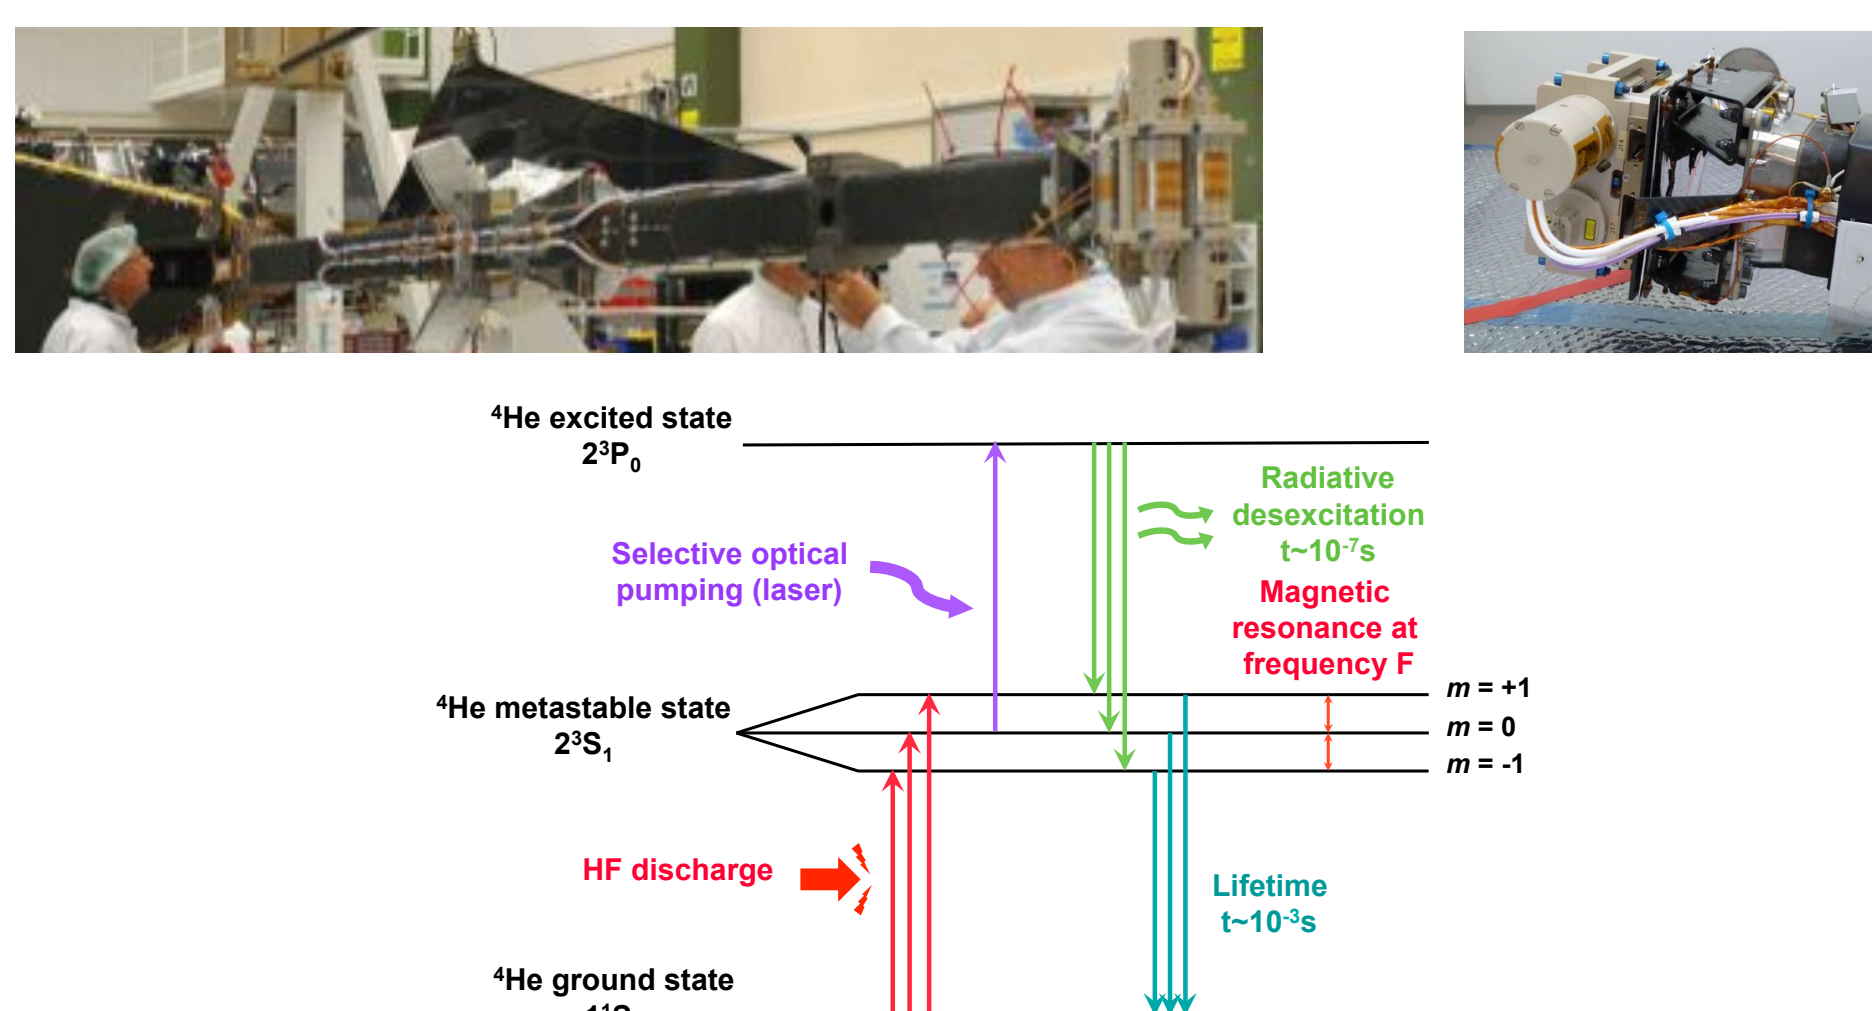 ⁴He excited state
2³P₀
Radiative
desexcitation
t~10⁻⁷s
Selective optical
pumping (laser)
Magnetic
resonance at
frequency F
⁴He metastable state
2³S₁
m = +1
m = 0
m = -1
HF discharge
Lifetime
t~10⁻³s
⁴He ground state
1¹S